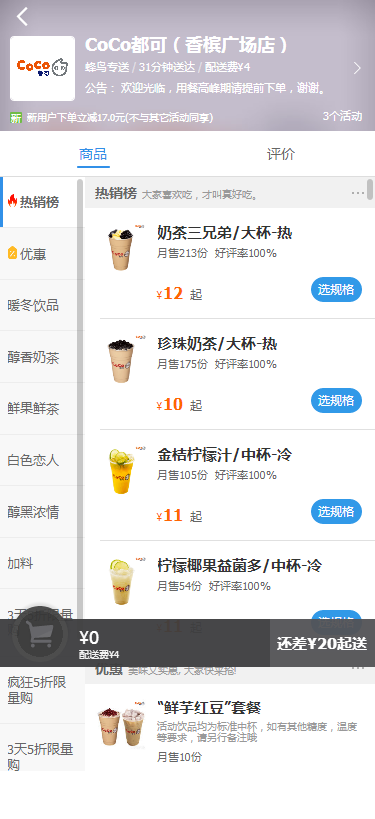 CoCo都可（香槟广场店）
CoCo
都可
蜂鸟专送 / 31分钟送达 / 配送费¥4
公告： 欢迎光临，用餐高峰期请提前下单，谢谢。
新 新用户下单立减17.0元(不与其它活动同享)
3个活动
商品
评价
热销榜
优惠
暖冬饮品
醇香奶茶
鲜果鲜茶
白色恋人
醇黑浓情
加料
疯狂5折限量购
3天5折限量购
热销榜 大家喜欢吃，才叫真好吃。
奶茶三兄弟/大杯-热
月售213份 好评率100%
¥12 起
选规格
珍珠奶茶/大杯-热
月售175份 好评率100%
¥10 起
选规格
金桔柠檬汁/中杯-冷
月售105份 好评率100%
¥11 起
选规格
柠檬椰果益菌多/中杯-冷
月售54份 好评率100%
¥0
配送费¥4
还差¥20起送
优惠 美味又实惠, 大家快来抢!
“鲜芋红豆”套餐
活动饮品均为标准中杯，如有其他糖度，温度
等要求，请另行备注哦
月售10份